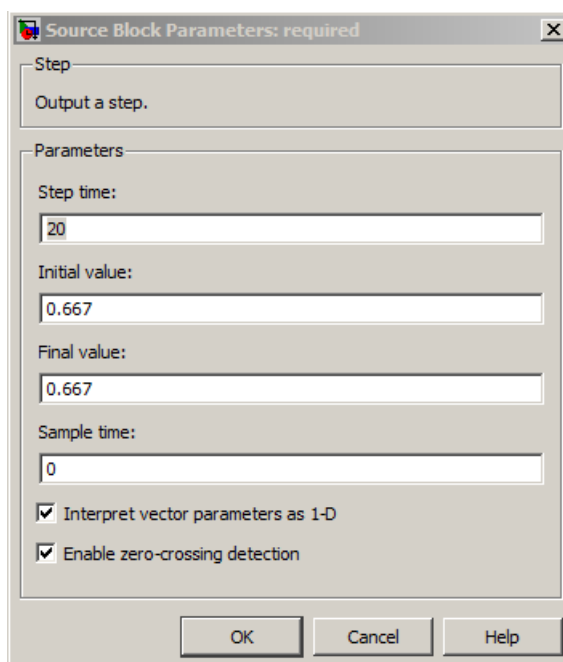 Source Block Parameters: required
Step
Output a step.
Parameters
Step time:
20
Initial value:
0.667
Final value:
0.667
Sample time:
0
Interpret vector parameters as 1-D
Enable zero-crossing detection
OK Cancel Help